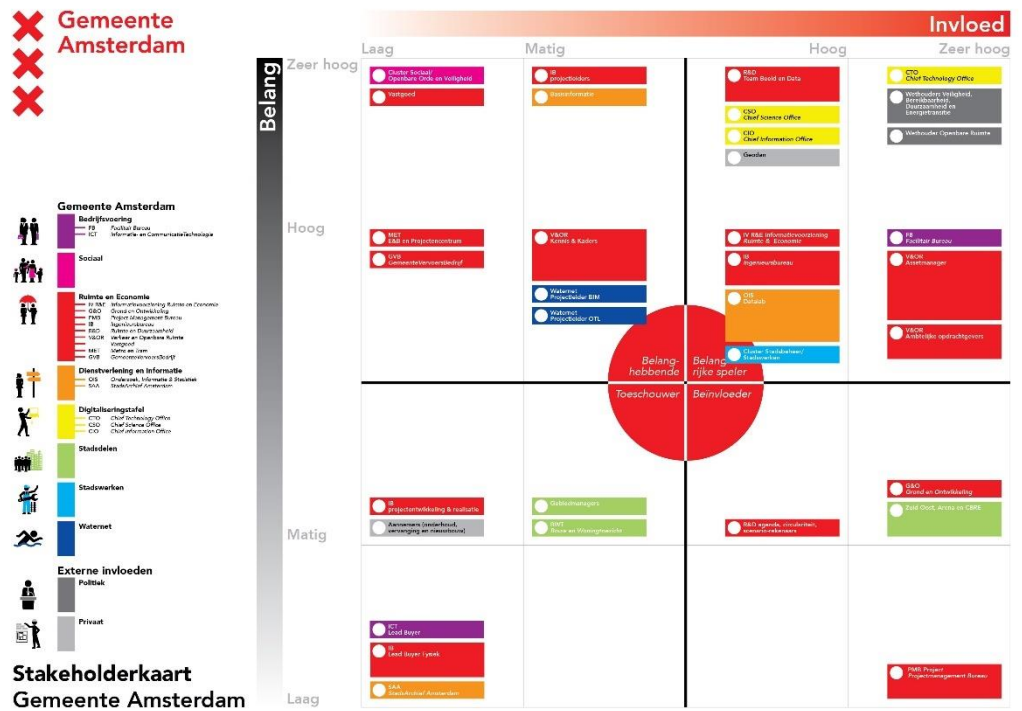 Gemeente
Amsterdam
Invloed
Laag
Matig
Hoog
Zeer hoog
Belang
Zeer hoog
Hoog
Matig
Laag
Cluster Sociaal/
Openbare Orde en Veiligheid
Vastgoed
IB
projectleiders
Basisinformatie
R&D
Team Beeld en Data
CSO
Chief Science Office
CIO
Chief Information Office
Geodan
CTO
Chief Technology Office
Wethouders Veiligheid,
Bereikbaarheid,
Duurzaamheid en
Energietransitie
Wethouder Openbare Ruimte
MET
E&B en Projectencentrum
GVB
GemeenteVervoersBedrijf
V&OR
Kennis & Kaders
Waternet
Projectleider BIM
Waternet
Projectleider OTL
IV R&E Informatievoorziening
Ruimte & Economie
IB
Ingenieursbureau
OIS
Datalab
Cluster Stadsbeheer/
Stadswerken
FB
Facilitair Bureau
V&OR
Assetmanager
V&OR
Ambtelijke opdrachtgevers
Belang-
hebbende
Belang
rijke speler
Toeschouwer
Beïnvloeder
IB
projectontwikkeling & realisatie
Aannemers (onderhoud,
vervanging en nieuwbouw)
Gebiedmanagers
BWT
Bouw en Woningtoezicht
R&D agenda, circulariteit,
scenario-rekenaars
G&O
Grond en Ontwikkeling
Zuid Oost, Arena en CBRE
ICT
Lead Buyer
IB
Lead Buyer Fysiek
SAA
StadsArchief Amsterdam
PMB Project
Projectmanagement Bureau
Gemeente Amsterdam
Bedrijfsvoering
FB Facilitair Bureau
ICT Informatie- en CommunicatieTechnologie
Sociaal
Ruimte en Economie
IV R&E Informatievoorziening Ruimte en Economie
G&O Grond en Ontwikkeling
PMB Project Management Bureau
IB Ingenieursbureau
R&D Ruimte en Duurzaamheid
V&OR Verkeer en Openbare Ruimte
Vastgoed
MET Metro en Tram
GVB GemeenteVervoersBedrijf
Dienstverlening en Informatie
OIS Onderzoek, Informatie & Statistiek
SAA StadsArchief Amsterdam
Digitaliseringstafel
CTO Chief Technology Office
CSO Chief Science Office
CIO Chief Information Office
Stadsdelen
Stadswerken
Waternet
Externe invloeden
Politiek
Privaat
Stakeholderkaart
Gemeente Amsterdam